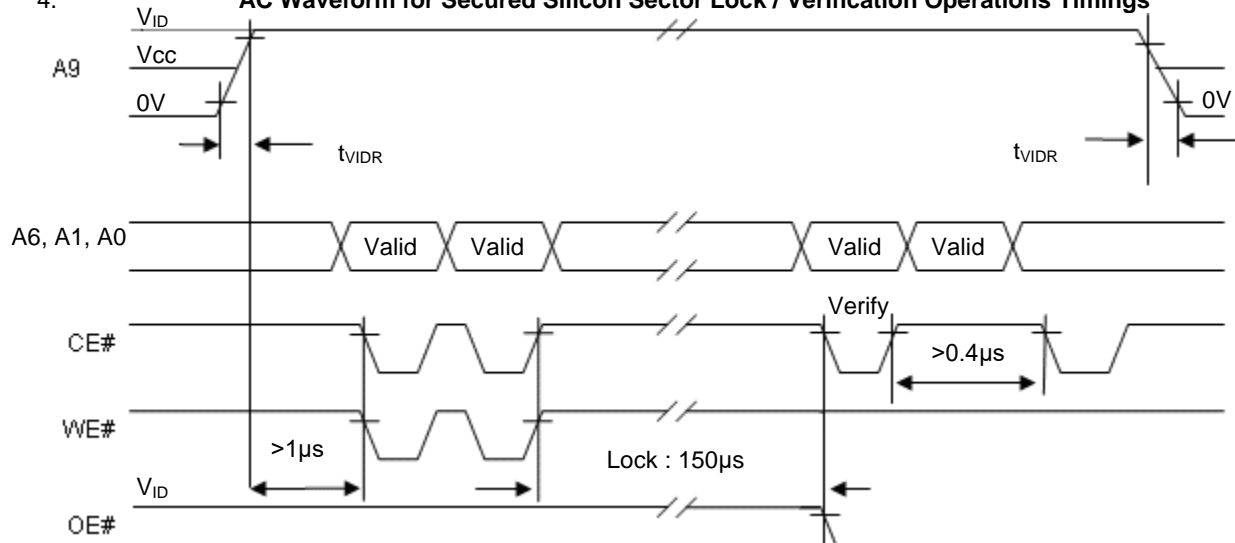 4. AC Waveform for Secured Silicon Sector Lock / Verification Operations Timings
VID
Vcc
A9
0V
0V
tVIDR
tVIDR
A6, A1, A0
Valid
Valid
Valid
Valid
Verify
CE#
>0.4µs
WE#
>1µs
Lock : 150µs
VID
OE#